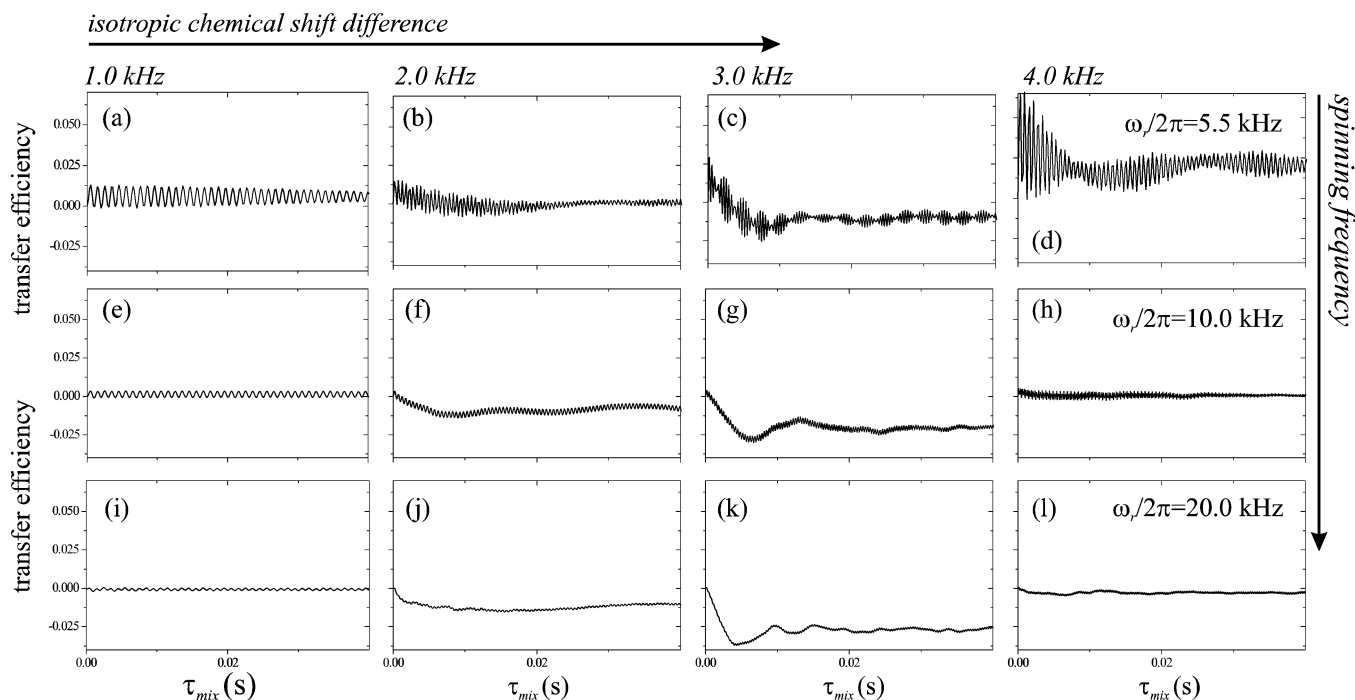 isotropic chemical shift difference
1.0 kHz 2.0 kHz 3.0 kHz 4.0 kHz
(a) (b) (c) ωr/2π=5.5 kHz
(d)
0.050
0.025
0.000
-0.025
transfer efficiency
spinning frequency
(e) (f) (g) (h) ωr/2π=10.0 kHz
0.050
0.025
0.000
-0.025
transfer efficiency
(i) (j) (k) (l) ωr/2π=20.0 kHz
0.050
0.025
0.000
-0.025
0.00 0.02 0.00 0.02 0.00 0.02 0.00 0.02
τmix (s) τmix (s) τmix (s) τmix (s)